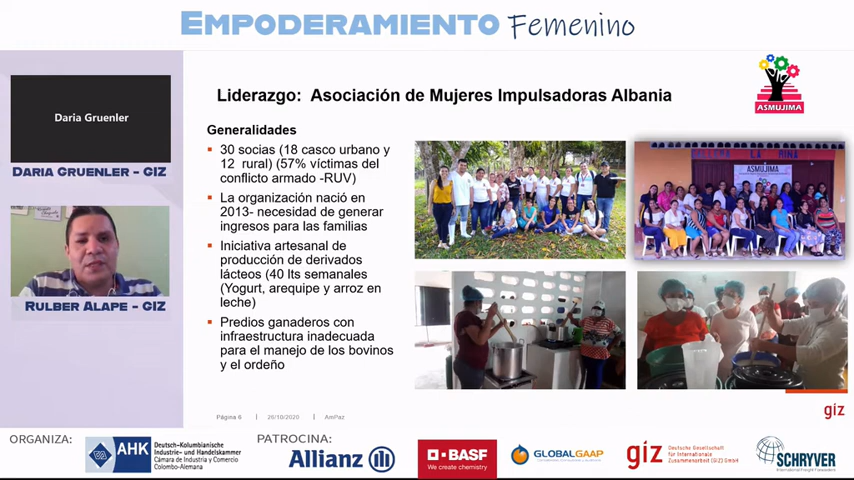 EMPODERAMIENTO Femenino
Daria Gruenler
DARIA GRUENLER - GIZ
RULBER ALAPE - GIZ
Liderazgo: Asociación de Mujeres Impulsadoras Albania
ASMUJIMA
Generalidades
▪ 30 socias (18 casco urbano y
12 rural) (57% víctimas del
conflicto armado -RUV)
▪ La organización nació en
2013- necesidad de generar
ingresos para las familias
▪ Iniciativa artesanal de
producción de derivados
lácteos (40 lts semanales
(Yogurt, arequipe y arroz en
leche)
▪ Predios ganaderos con
infraestructura inadecuada
para el manejo de los bovinos
y el ordeño
ASMUJIMA
Página 6 | 26/10/2020 | AmPaz
giz
ORGANIZA:
AHK
Deutsch-Kolumbianische
Industrie- und Handelskammer
Cámara de Industria y Comercio
Colombo-Alemana
PATROCINA:
Allianz
BASF
We create chemistry
GLOBALGAAP
giz
Deutsche Gesellschaft
für Internationale
Zusammenarbeit (GIZ) GmbH
SCHRYVER
International Freight Forwarders